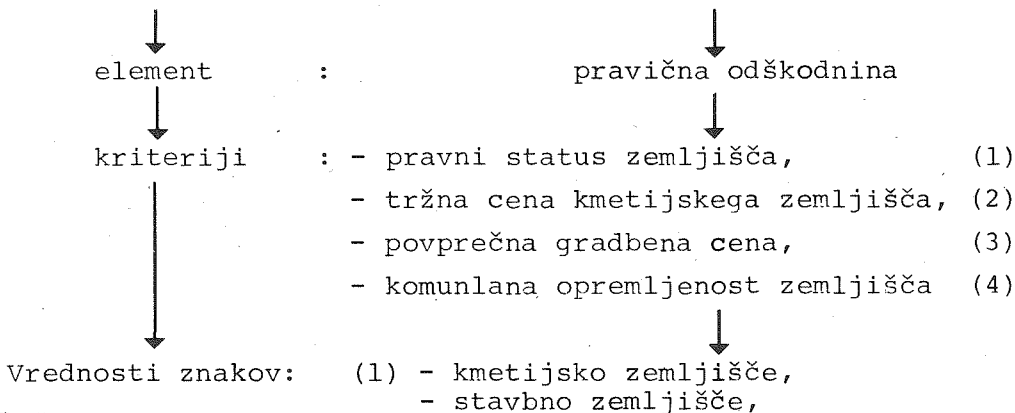 element : pravična odškodnina
kriteriji : - pravni status zemljišča, (1)
- tržna cena kmetijskega zemljišča, (2)
- povprečna gradbena cena, (3)
- komunlana opremljenost zemljišča (4)
Vrednosti znakov: (1) - kmetijsko zemljišče,
- stavbno zemljišče,